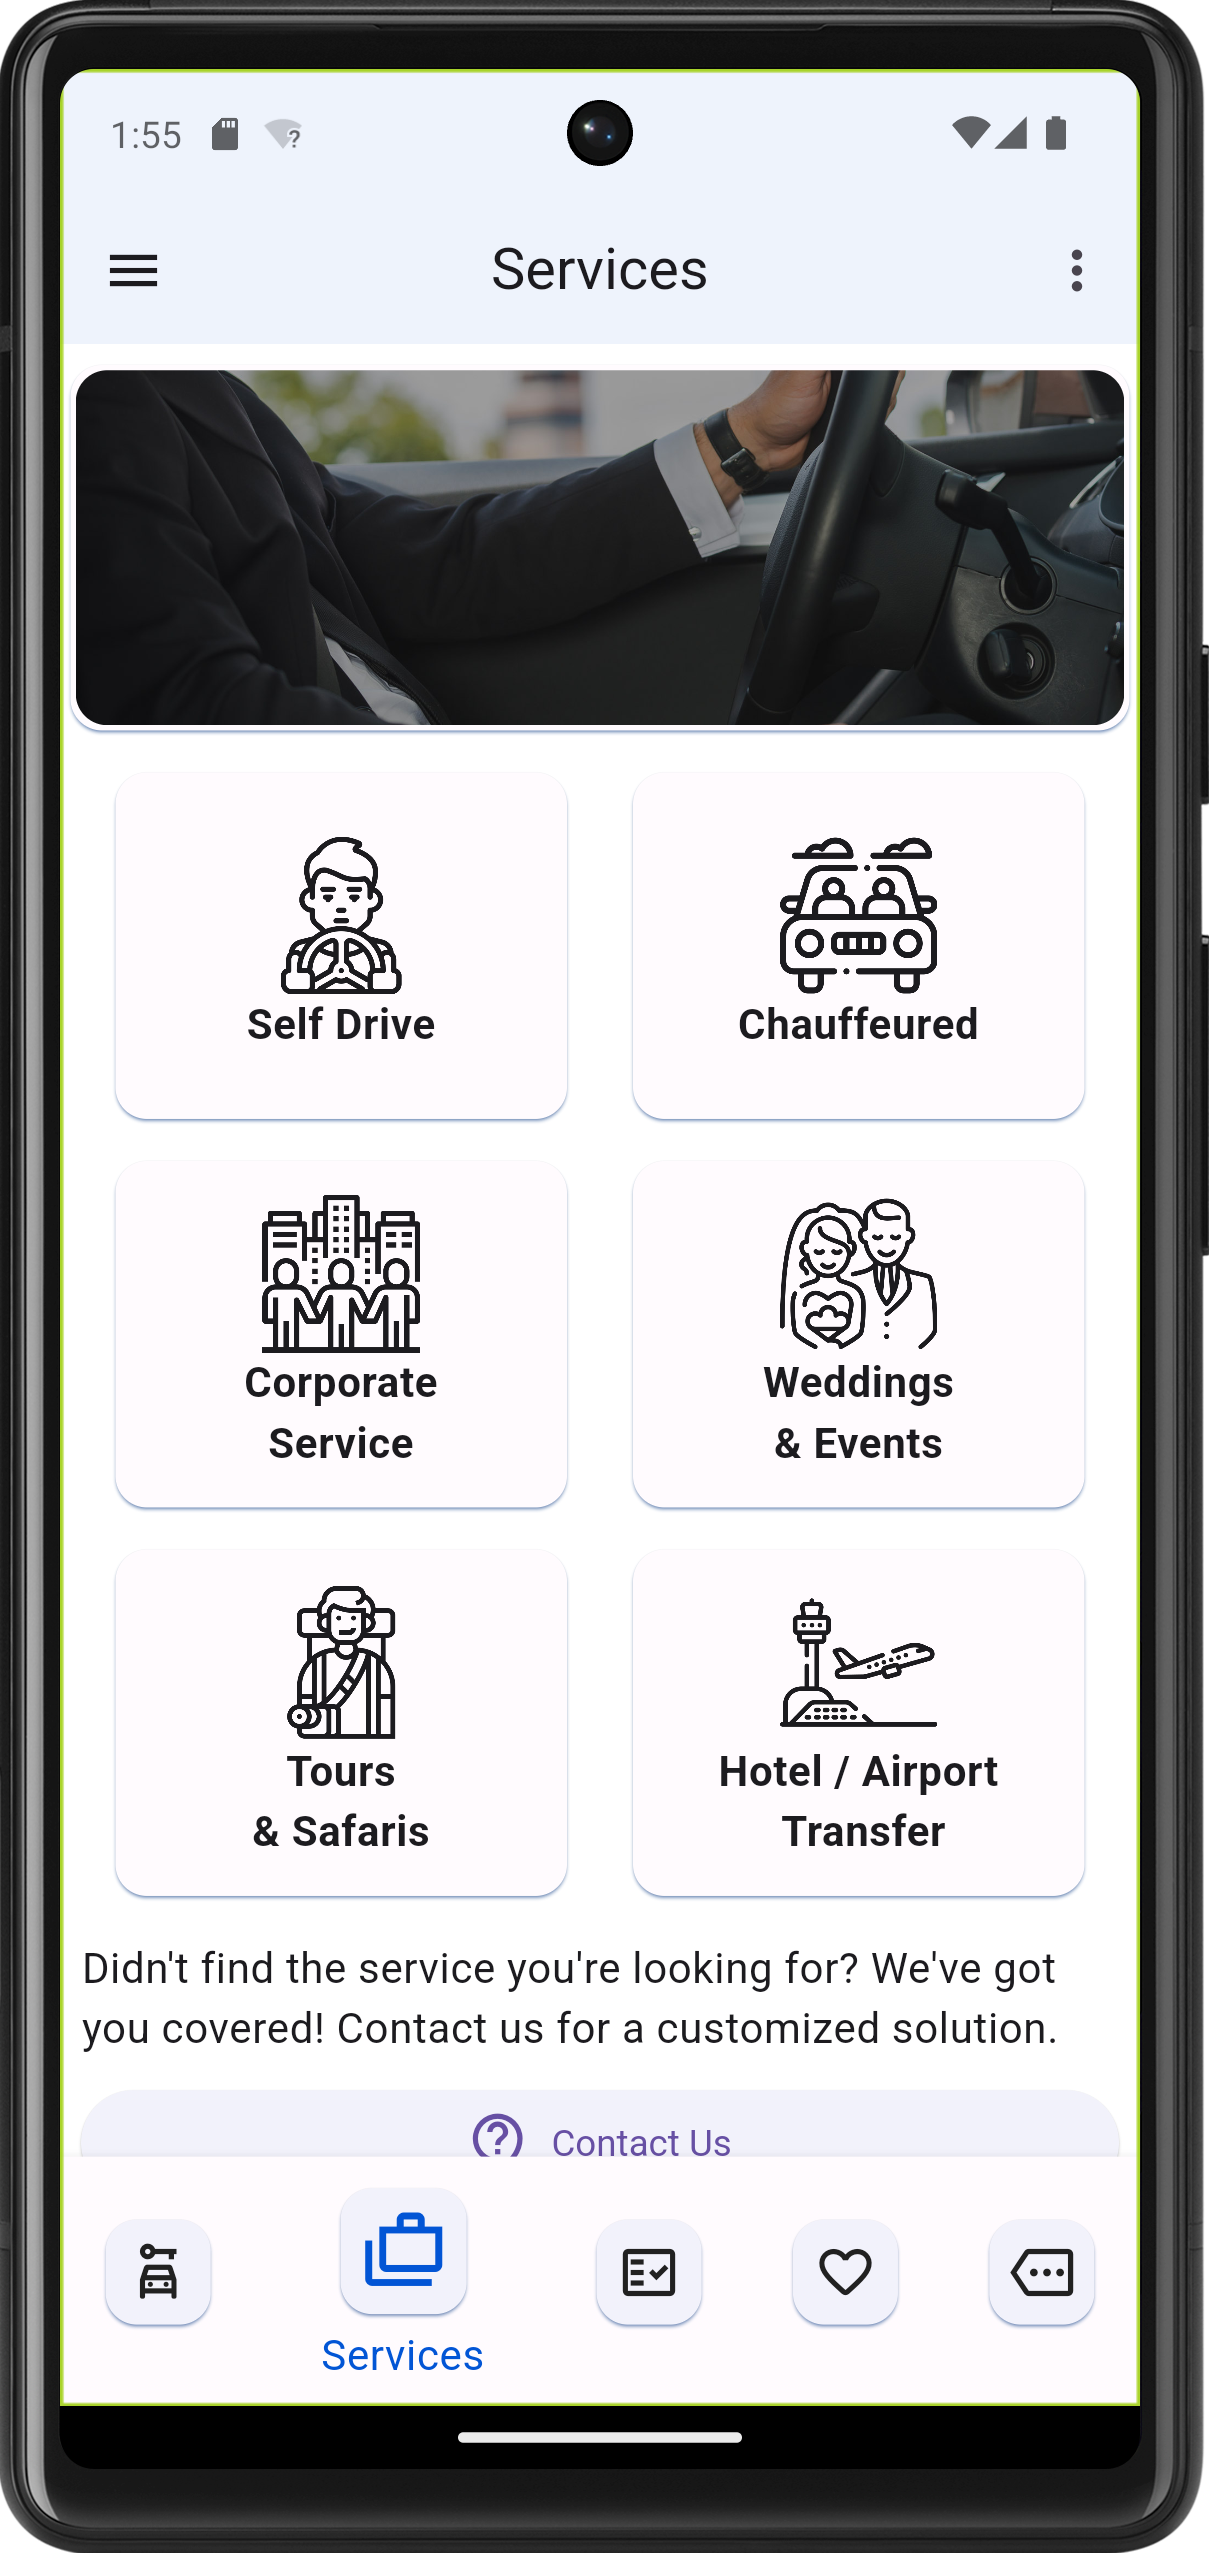 1:55
Services
Self Drive
Chauffeured
Corporate
Service
Weddings
& Events
Tours
& Safaris
Hotel / Airport
Transfer
Didn't find the service you're looking for? We've got
you covered! Contact us for a customized solution.
Contact Us
Services